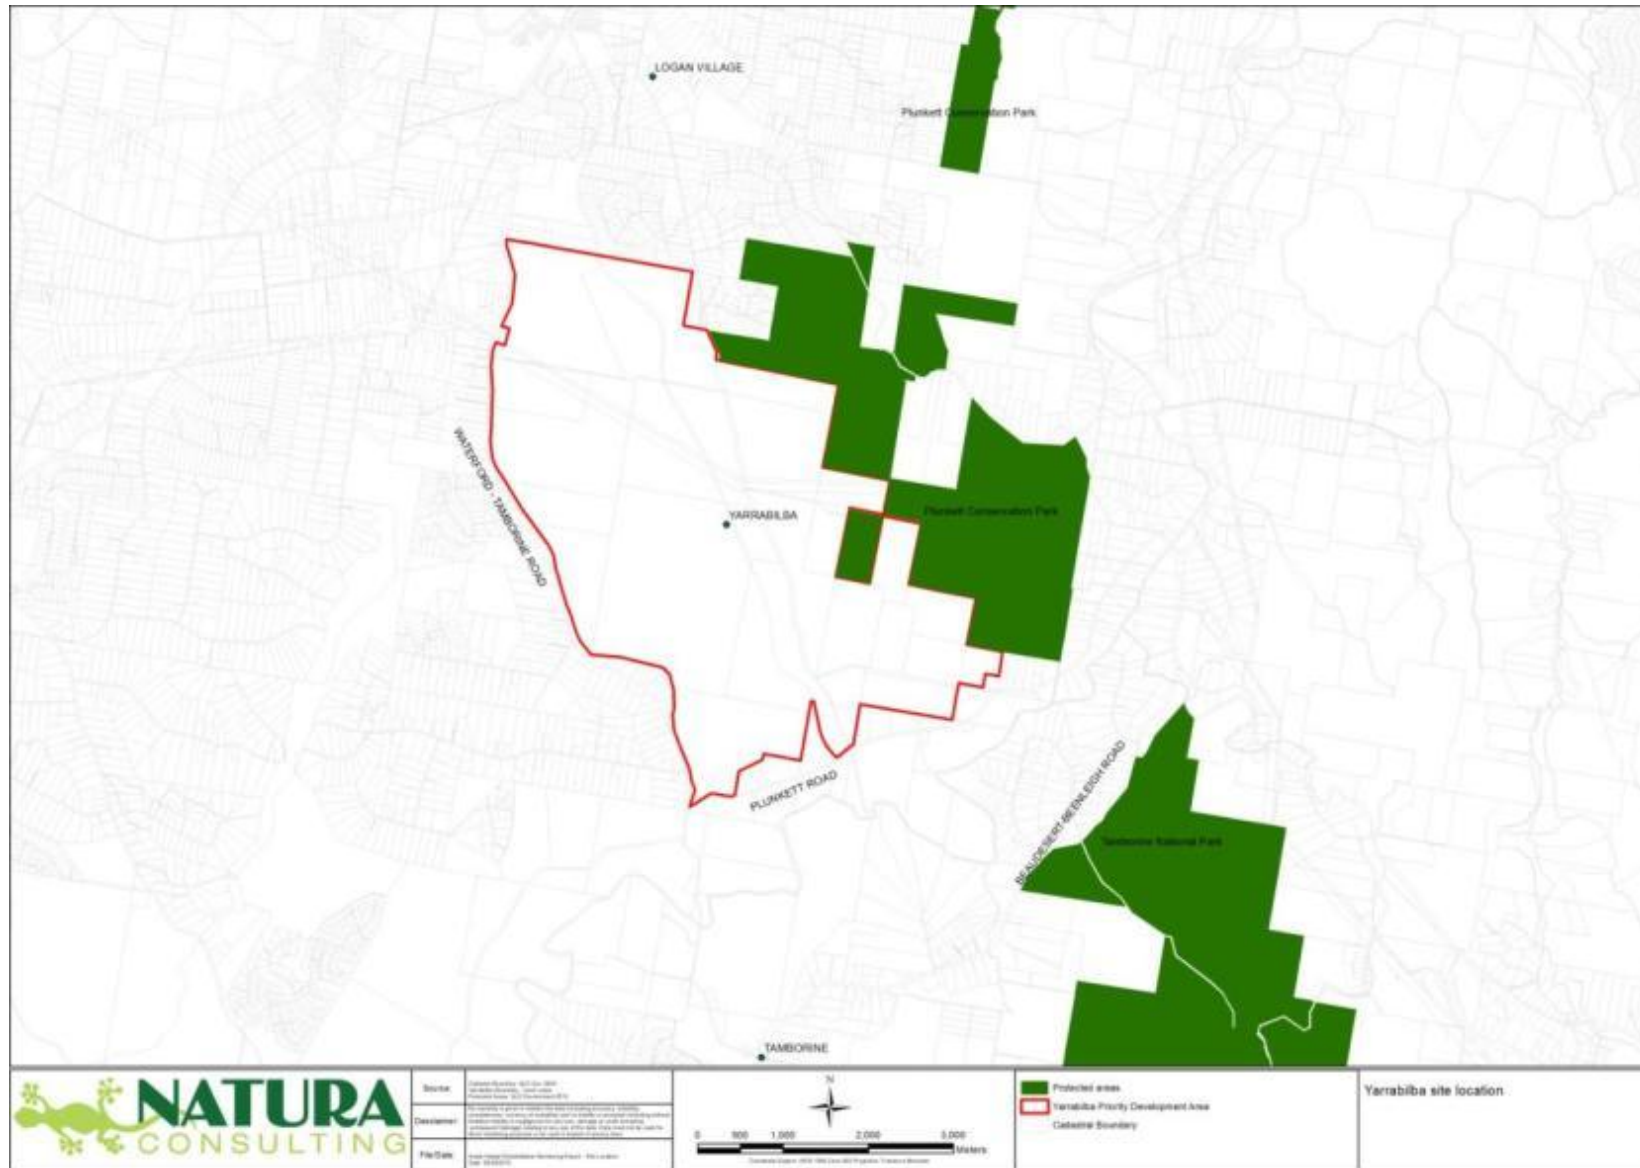 LOGAN VILLAGE
Plunkett Conservation Park
WATERFORD - TAMBORINE ROAD
YARRABILBA
Plunkett Conservation Park
PLUNKETT ROAD
BEAUDESERT-BEENLEIGH ROAD
Tamborine National Park
TAMBORINE
NATURA
CONSULTING
Source:
Disclaimer:
File/Date:
N
0 500 1,000 2,000 3,000
Meters
Protected areas
Yarrabilba Priority Development Area
Cadastral Boundary
Yarrabilba site location